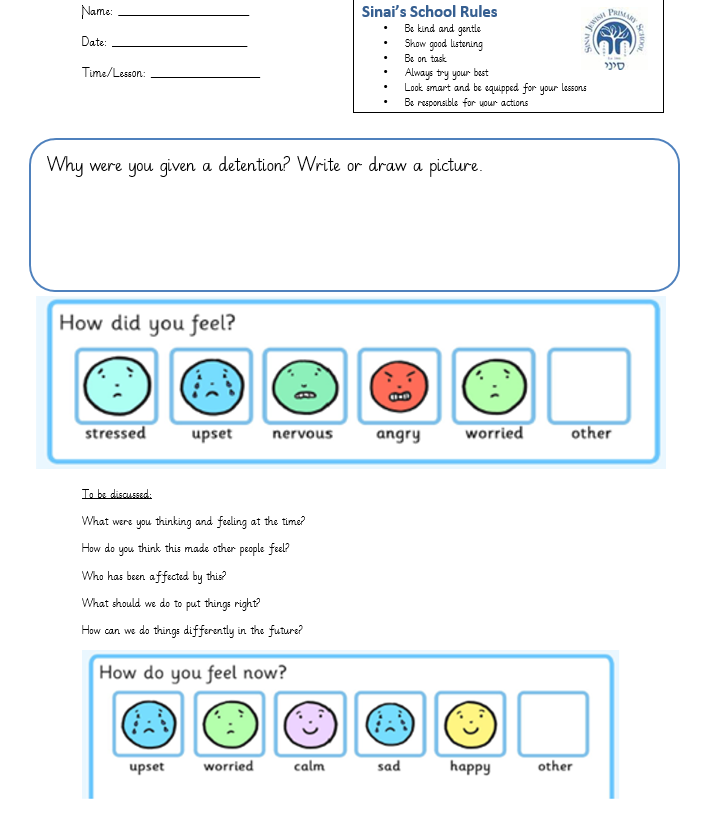 Name:
Date:
Time/Lesson:
Sinai's School Rules
• Be kind and gentle
• Show good listening
• Be on task
• Always try your best
• Look smart and be equipped for your lessons
• Be responsible for your actions
SINAI JEWISH PRIMARY SCHOOL
סיני
Why were you given a detention? Write or draw a picture.
How did you feel?
stressed upset nervous angry worried other
To be discussed:
What were you thinking and feeling at the time?
How do you think this made other people feel?
Who has been affected by this?
What should we do to put things right?
How can we do things differently in the future?
How do you feel now?
upset worried calm sad happy other